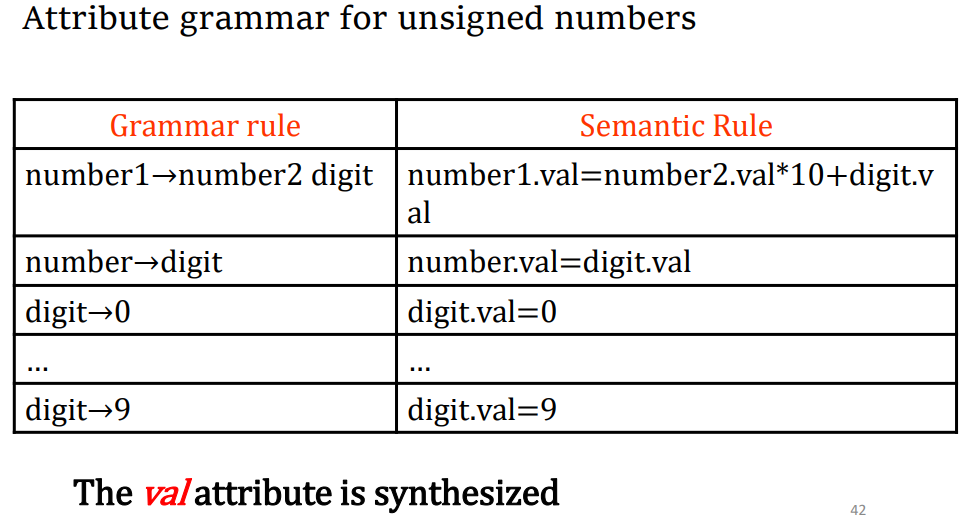 Attribute grammar for unsigned numbers
Grammar rule
Semantic Rule
number1→number2 digit
number1.val=number2.val*10+digit.v
al
number→digit
number.val=digit.val
digit→0
digit.val=0
...
...
digit→9
digit.val=9
The val attribute is synthesized
42